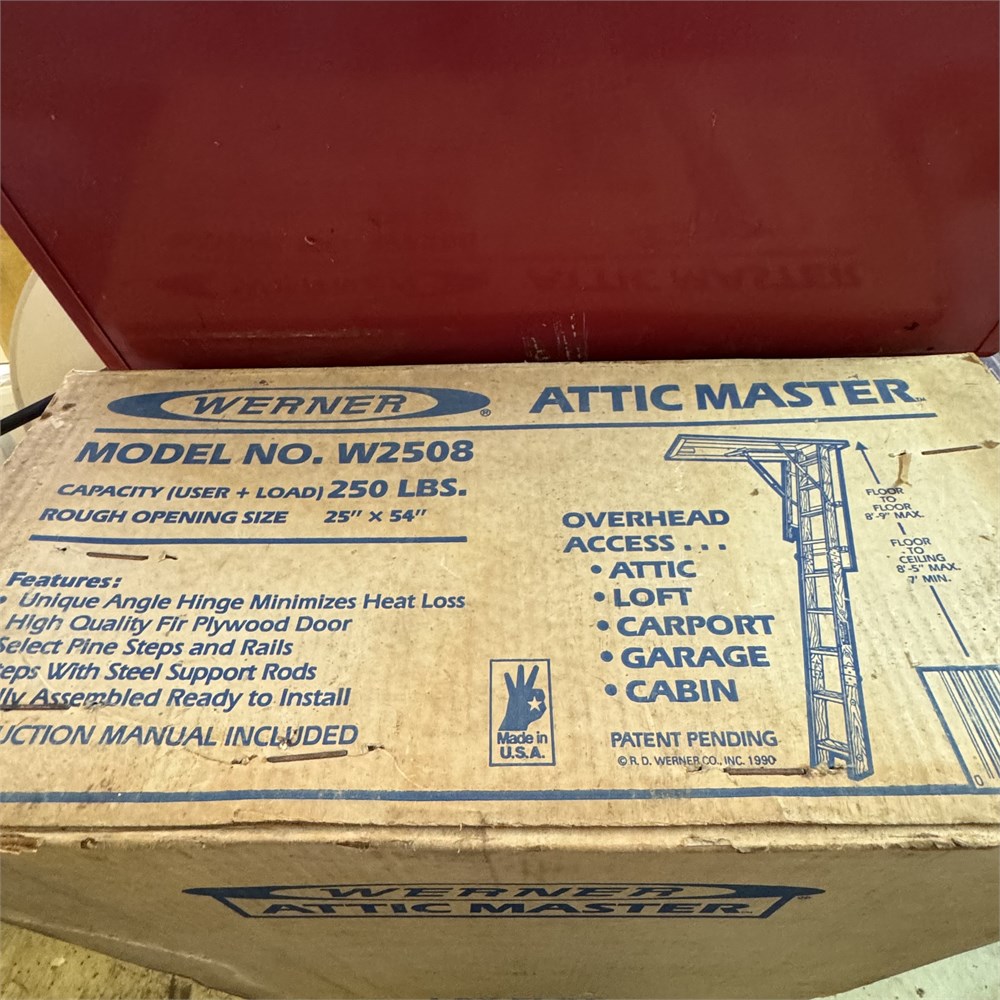 WERNER®
ATTIC MASTER™
MODEL NO. W2508
CAPACITY (USER + LOAD) 250 LBS.
ROUGH OPENING SIZE 25" × 54"
Features:
• Unique Angle Hinge Minimizes Heat Loss
High Quality Fir Plywood Door
Select Pine Steps and Rails
teps With Steel Support Rods
lly Assembled Ready to Install
UCTION MANUAL INCLUDED
Made in
U.S.A.
OVERHEAD
ACCESS . . .
• ATTIC
• LOFT
• CARPORT
• GARAGE
• CABIN
PATENT PENDING
© R. D. WERNER CO., INC. 1990
FLOOR
TO
FLOOR
8'-9" MAX.
FLOOR
TO
CEILING
8'-5" MAX.
7' MIN.
0
WERNER
ATTIC MASTER™